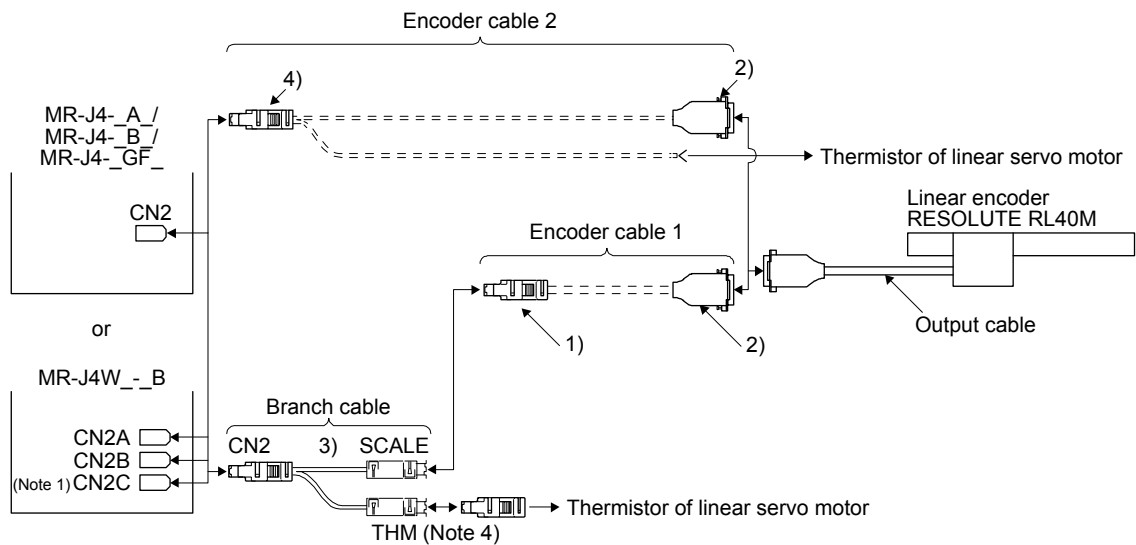 Encoder cable 2
4)
2)
MR-J4-_A_/
MR-J4-_B_/
MR-J4-_GF_
Thermistor of linear servo motor
CN2
Linear encoder
RESOLUTE RL40M
Encoder cable 1
1)
2)
Output cable
or
MR-J4W_-_B
Branch cable
CN2A
CN2B
(Note 1) CN2C
CN2
3)
SCALE
Thermistor of linear servo motor
THM (Note 4)